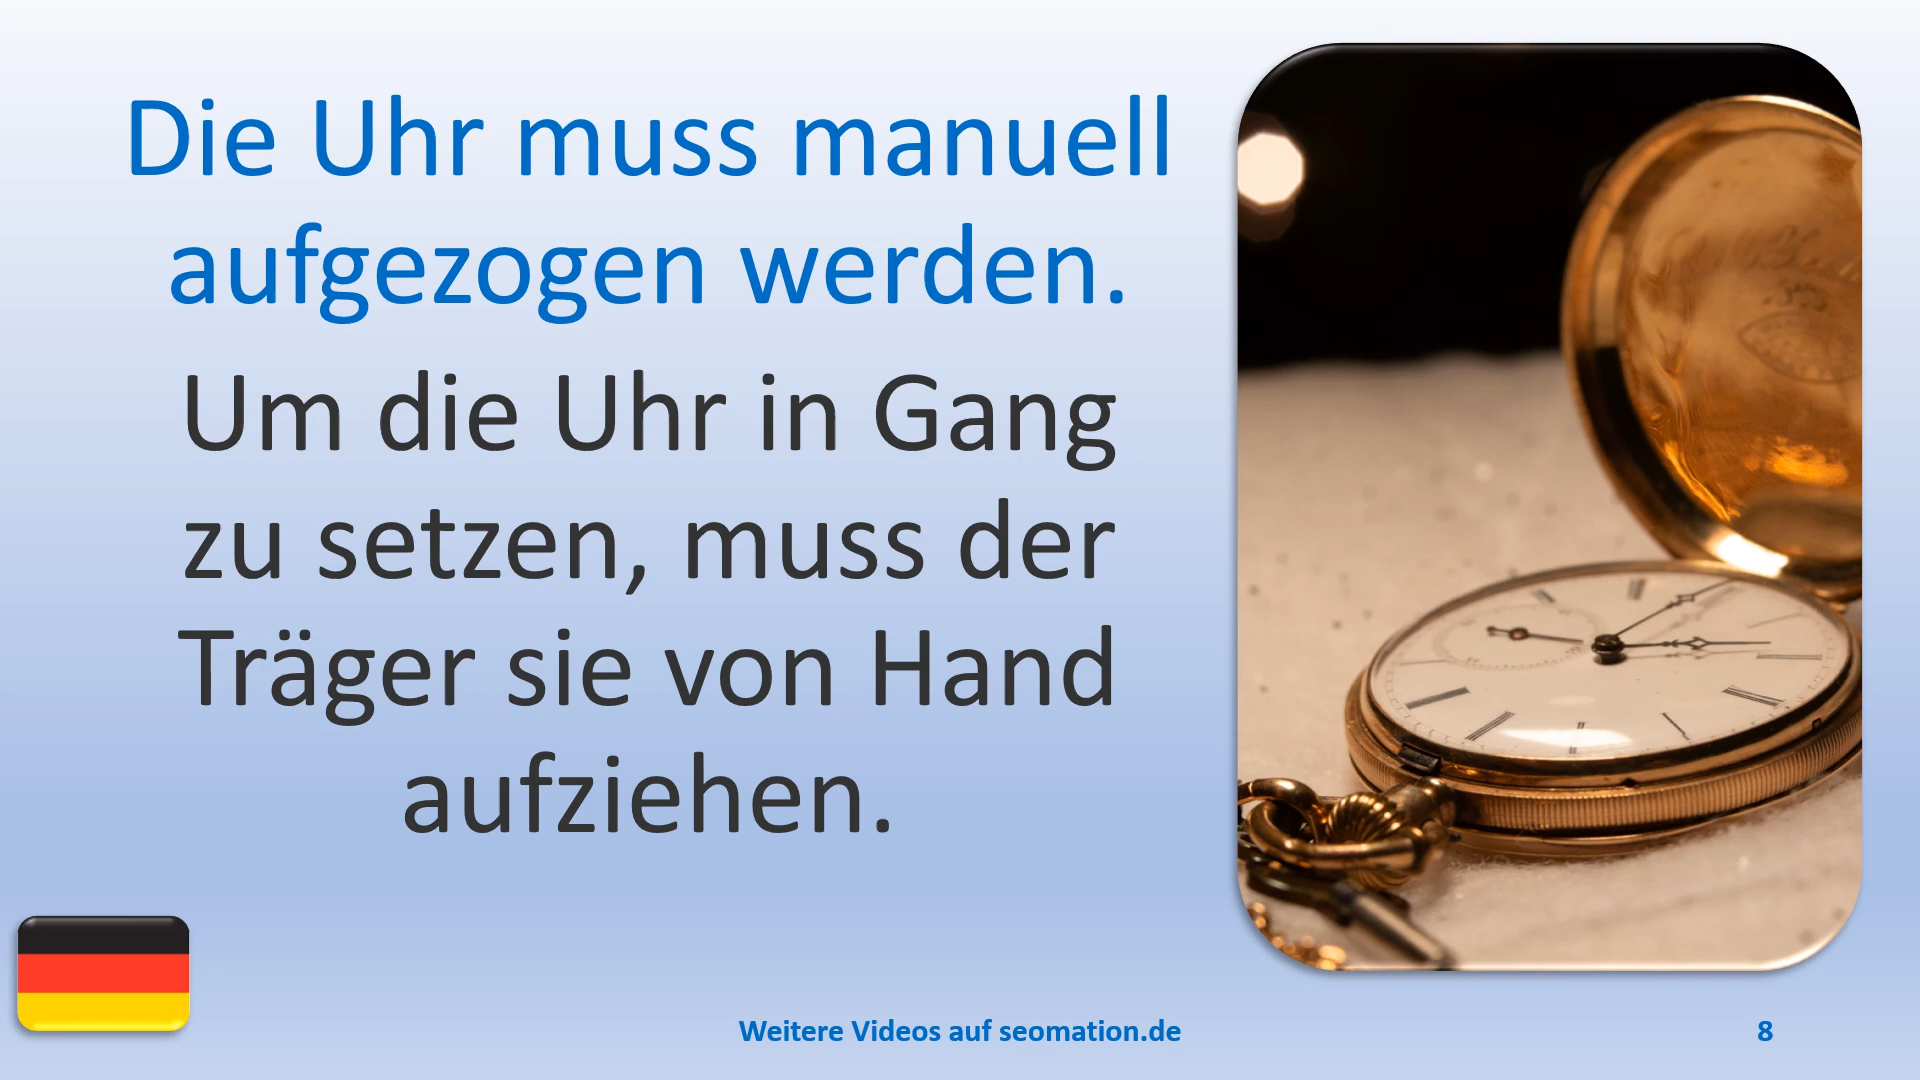 Die Uhr muss manuell
aufgezogen werden.
Um die Uhr in Gang
zu setzen, muss der
Träger sie von Hand
aufziehen.
Weitere Videos auf seomation.de
8